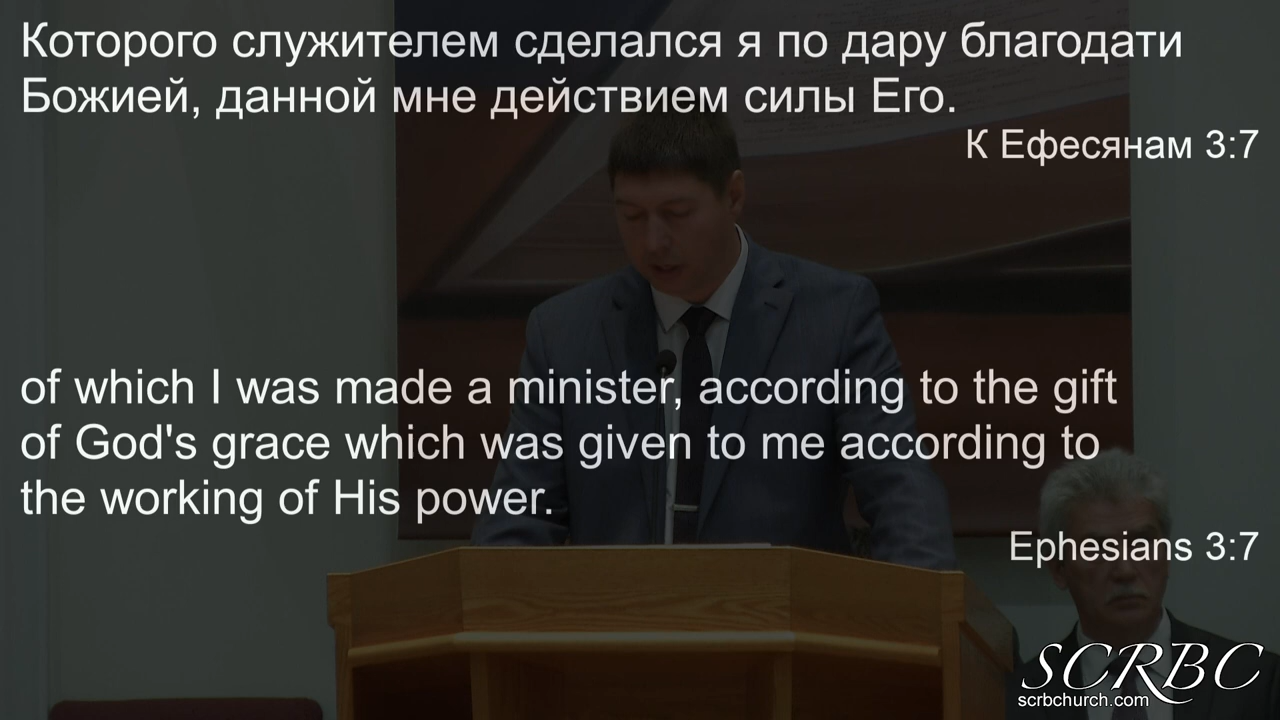 Которого служителем сделался я по дару благодати
Божией, данной мне действием силы Его.
К Ефесянам 3:7
of which I was made a minister, according to the gift
of God's grace which was given to me according to
the working of His power.
Ephesians 3:7
SCRBC
scrbchurch.com